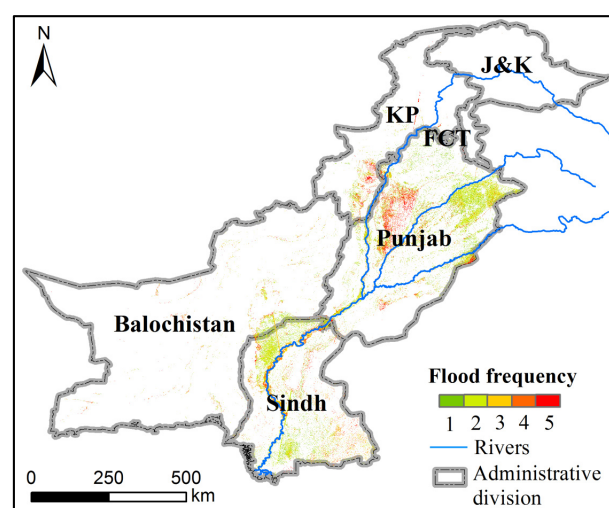 N
J&K
KP
FCT
Punjab
Balochistan
Sindh
Flood frequency
1 2 3 4 5
Rivers
Administrative
division
0 250 500
km